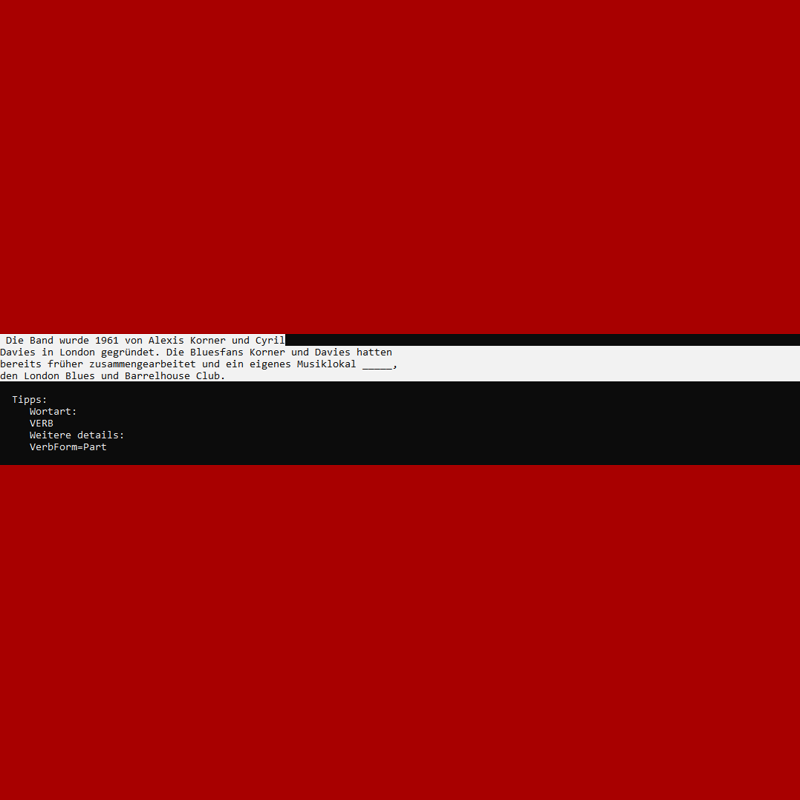 Die Band wurde 1961 von Alexis Korner und Cyril
Davies in London gegründet. Die Bluesfans Korner und Davies hatten
bereits früher zusammengearbeitet und ein eigenes Musiklokal _____,
den London Blues und Barrelhouse Club.
Tipps:
Wortart:
VERB
Weitere details:
VerbForm=Part